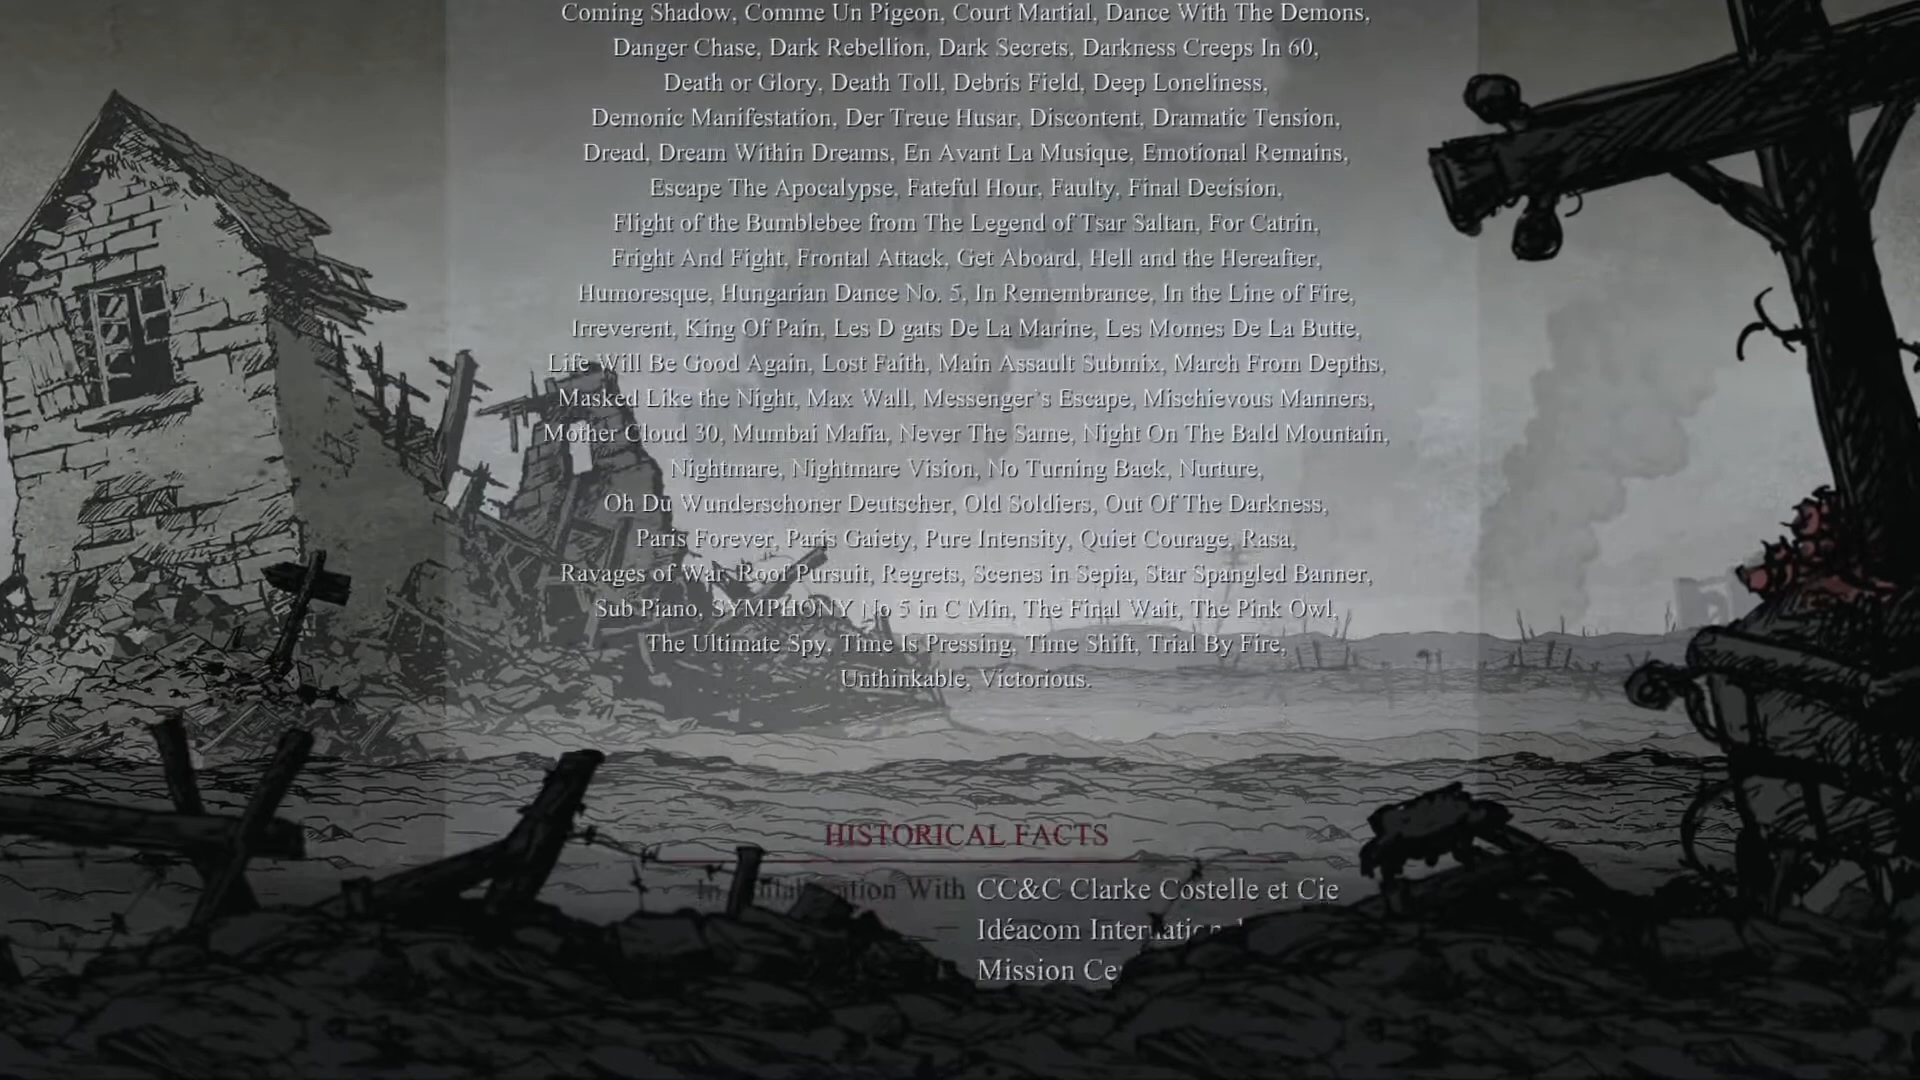 Coming Shadow, Comme Un Pigeon, Court Martial, Dance With The Demons,
Danger Chase, Dark Rebellion, Dark Secrets, Darkness Creeps In 60,
Death or Glory, Death Toll, Debris Field, Deep Loneliness,
Demonic Manifestation, Der Treue Husar, Discontent, Dramatic Tension,
Dread, Dream Within Dreams, En Avant La Musique, Emotional Remains,
Escape The Apocalypse, Fateful Hour, Faulty, Final Decision,
Flight of the Bumblebee from The Legend of Tsar Saltan, For Catrin,
Fright And Fight, Frontal Attack, Get Aboard, Hell and the Hereafter,
Humoresque, Hungarian Dance No. 5, In Remembrance, In the Line of Fire,
Irreverent, King Of Pain, Les D gats De La Marine, Les Momes De La Butte,
Life Will Be Good Again, Lost Faith, Main Assault Submix, March From Depths,
Masked Like the Night, Max Wall, Messenger's Escape, Mischievous Manners,
Mother Cloud 30, Mumbai Mafia, Never The Same, Night On The Bald Mountain,
Nightmare, Nightmare Vision, No Turning Back, Nurture,
Oh Du Wunderschoner Deutscher, Old Soldiers, Out Of The Darkness,
Paris Forever, Paris Gaiety, Pure Intensity, Quiet Courage, Rasa,
Ravages of War, Roof Pursuit, Regrets, Scenes in Sepia, Star Spangled Banner,
Sub Piano, SYMPHONY No 5 in C Min, The Final Wait, The Pink Owl,
The Ultimate Spy, Time Is Pressing, Time Shift, Trial By Fire,
Unthinkable, Victorious.
HISTORICAL FACTS
In With CC&C Clarke Costelle et Cie
Idéacom
Mission